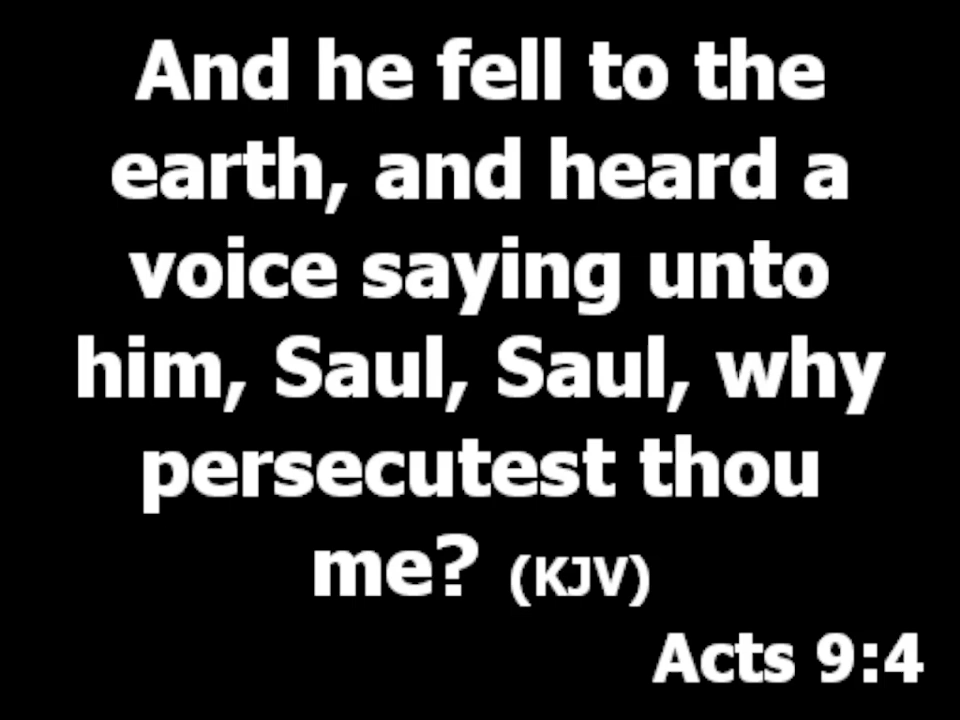 And he fell to the
earth, and heard a
voice saying unto
him, Saul, Saul, why
persecutest thou
me? (KJV)
Acts 9:4